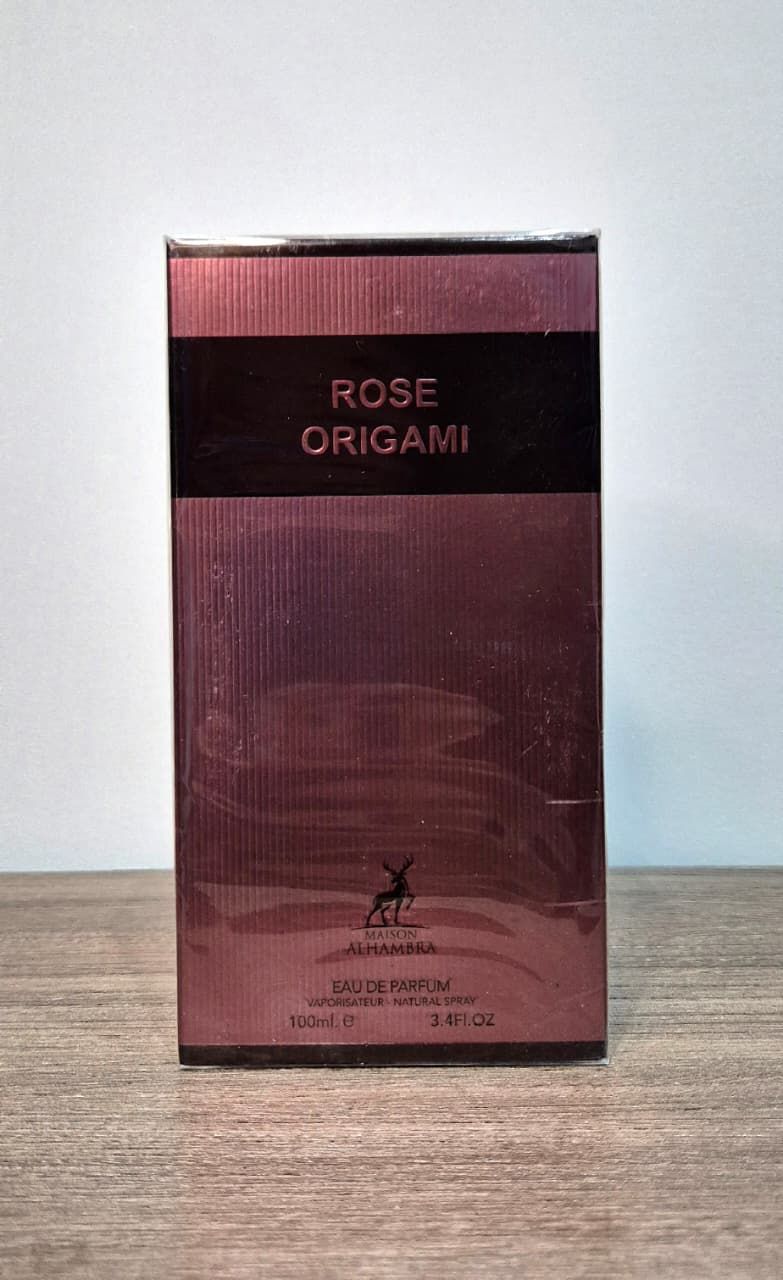 ROSE
ORIGAMI
MAISON
ALHAMBRA
EAU DE PARFUM
VAPORISATEUR - NATURAL SPRAY
100ml. e 3.4Fl.OZ